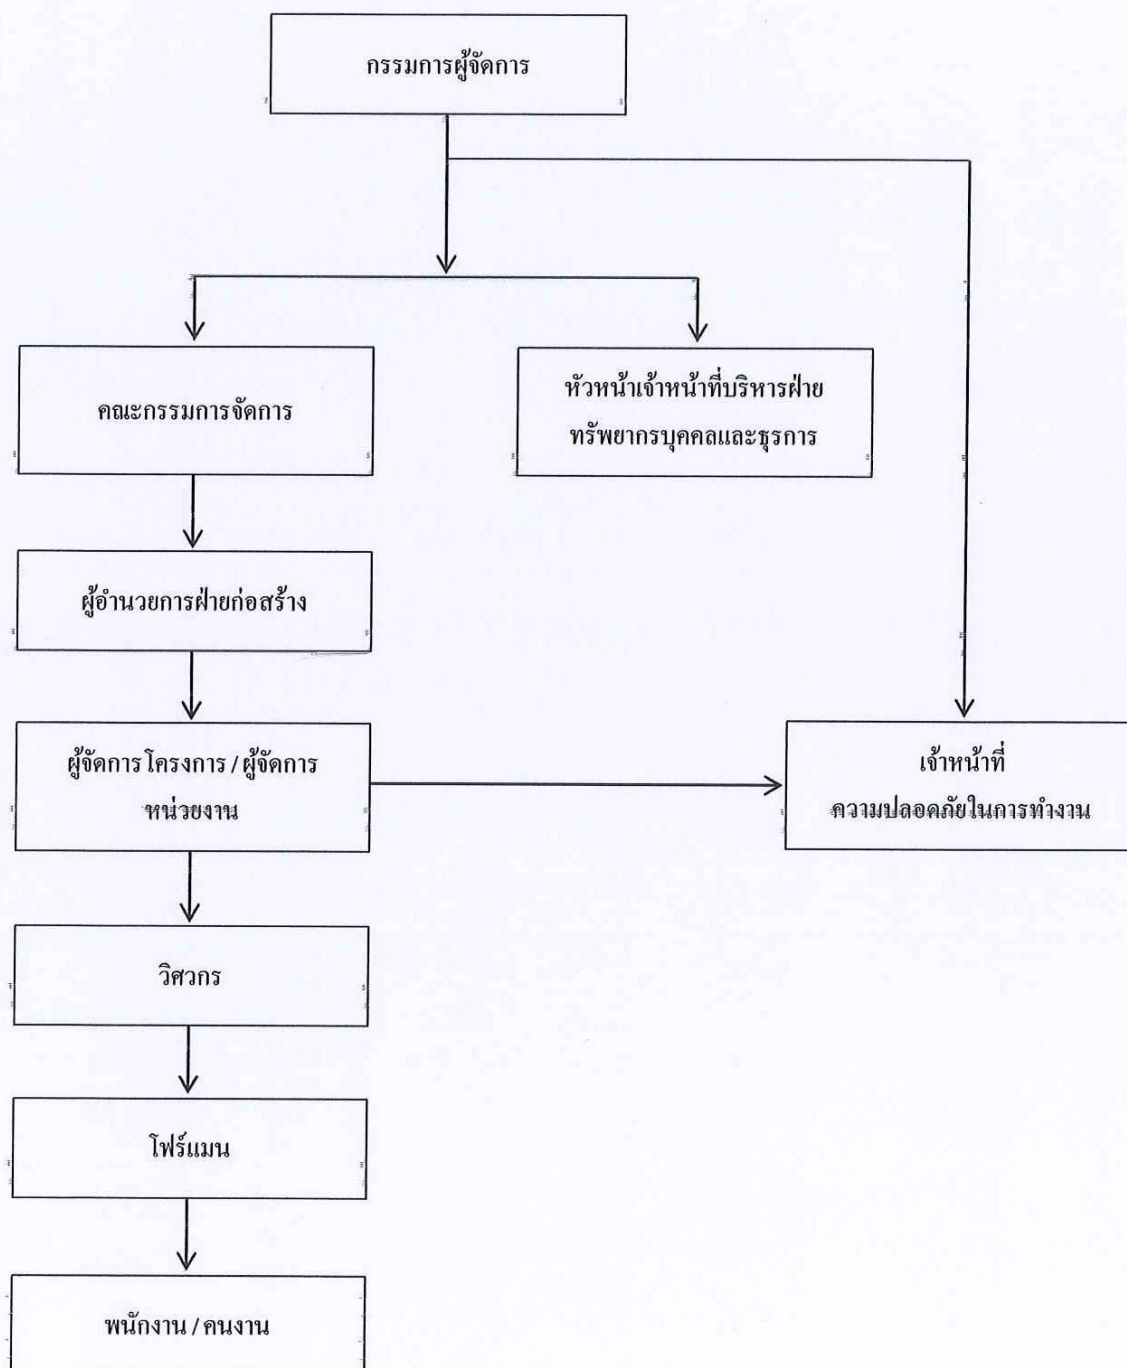 กรรมการผู้จัดการ
คณะกรรมการจัดการ
หัวหน้าเจ้าหน้าที่บริหารฝ่าย
ทรัพยากรบุคคลและธุรการ
ผู้อำนวยการฝ่ายก่อสร้าง
ผู้จัดการโครงการ / ผู้จัดการ
หน่วยงาน
เจ้าหน้าที่
ความปลอดภัยในการทำงาน
วิศวกร
โฟร์แมน
พนักงาน / คนงาน